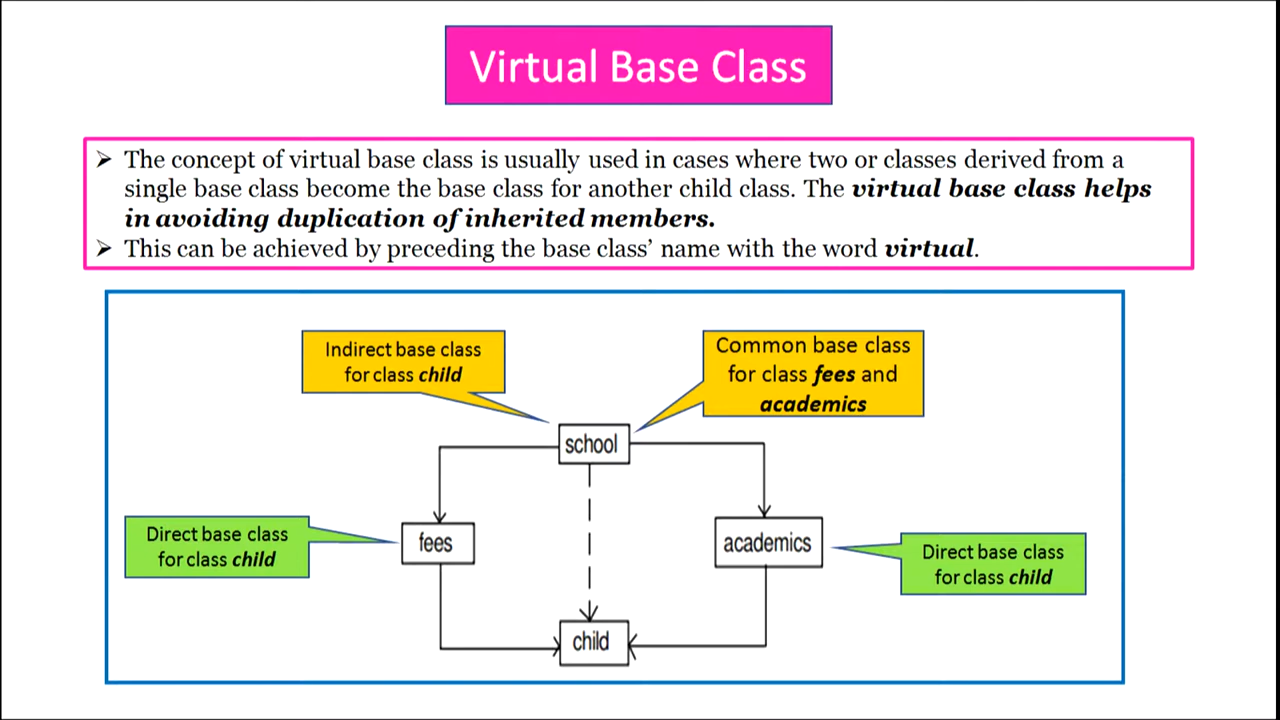 Virtual Base Class
➢ The concept of virtual base class is usually used in cases where two or classes derived from a
single base class become the base class for another child class. The virtual base class helps
in avoiding duplication of inherited members.
➢ This can be achieved by preceding the base class’ name with the word virtual.
Indirect base class
for class child
Common base class
for class fees and
academics
school
Direct base class
for class child
fees
academics
Direct base class
for class child
child